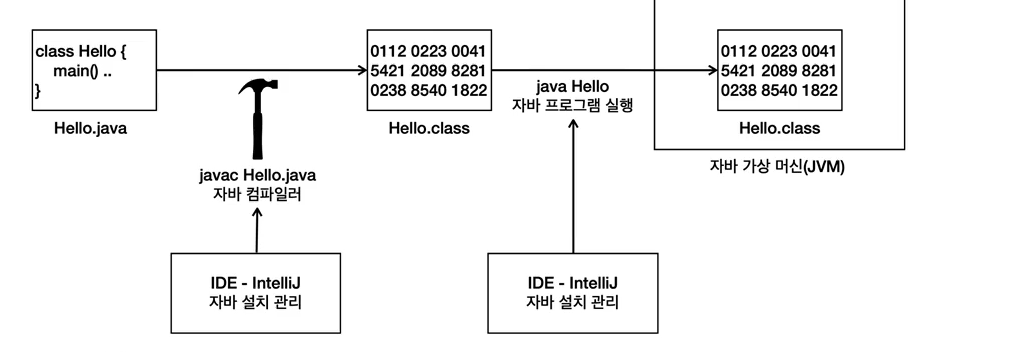 class Hello {
main() ..
}
Hello.java
javac Hello.java
자바 컴파일러
IDE - IntelliJ
자바 설치 관리
0112 0223 0041
5421 2089 8281
0238 8540 1822
Hello.class
java Hello
자바 프로그램 실행
IDE - IntelliJ
자바 설치 관리
0112 0223 0041
5421 2089 8281
0238 8540 1822
Hello.class
자바 가상 머신(JVM)